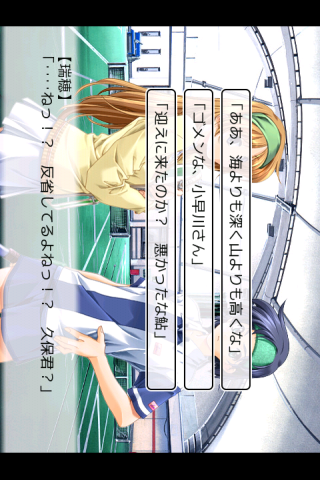 「ああ、海よりも深く山よりも高くな」
「ゴメンな、小早川さん」
「迎えに来たのか？　悪かったな鮎」
【瑞穂】
「‥‥ねっ！？　反省してるよねっ！？　久保君？」